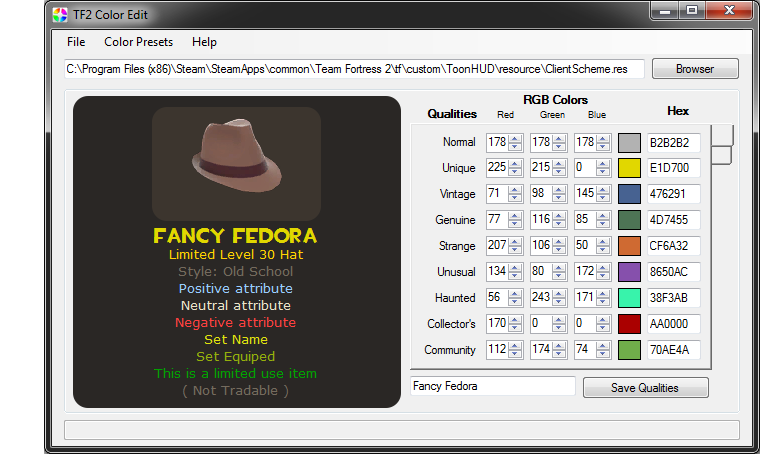 TF2 Color Edit
File Color Presets Help
C:\Program Files (x86)\Steam\SteamApps\common\Team Fortress 2\tf\custom\ToonHUD\resource\ClientScheme.res Browser
FANCY FEDORA
Limited Level 30 Hat
Style: Old School
Positive attribute
Neutral attribute
Negative attribute
Set Name
Set Equiped
This is a limited use item
( Not Tradable )
RGB Colors
Qualities Red Green Blue Hex
Normal 178 178 178 B2B2B2
Unique 225 215 0 E1D700
Vintage 71 98 145 476291
Genuine 77 116 85 4D7455
Strange 207 106 50 CF6A32
Unusual 134 80 172 8650AC
Haunted 56 243 171 38F3AB
Collector's 170 0 0 AA0000
Community 112 174 74 70AE4A
Fancy Fedora Save Qualities